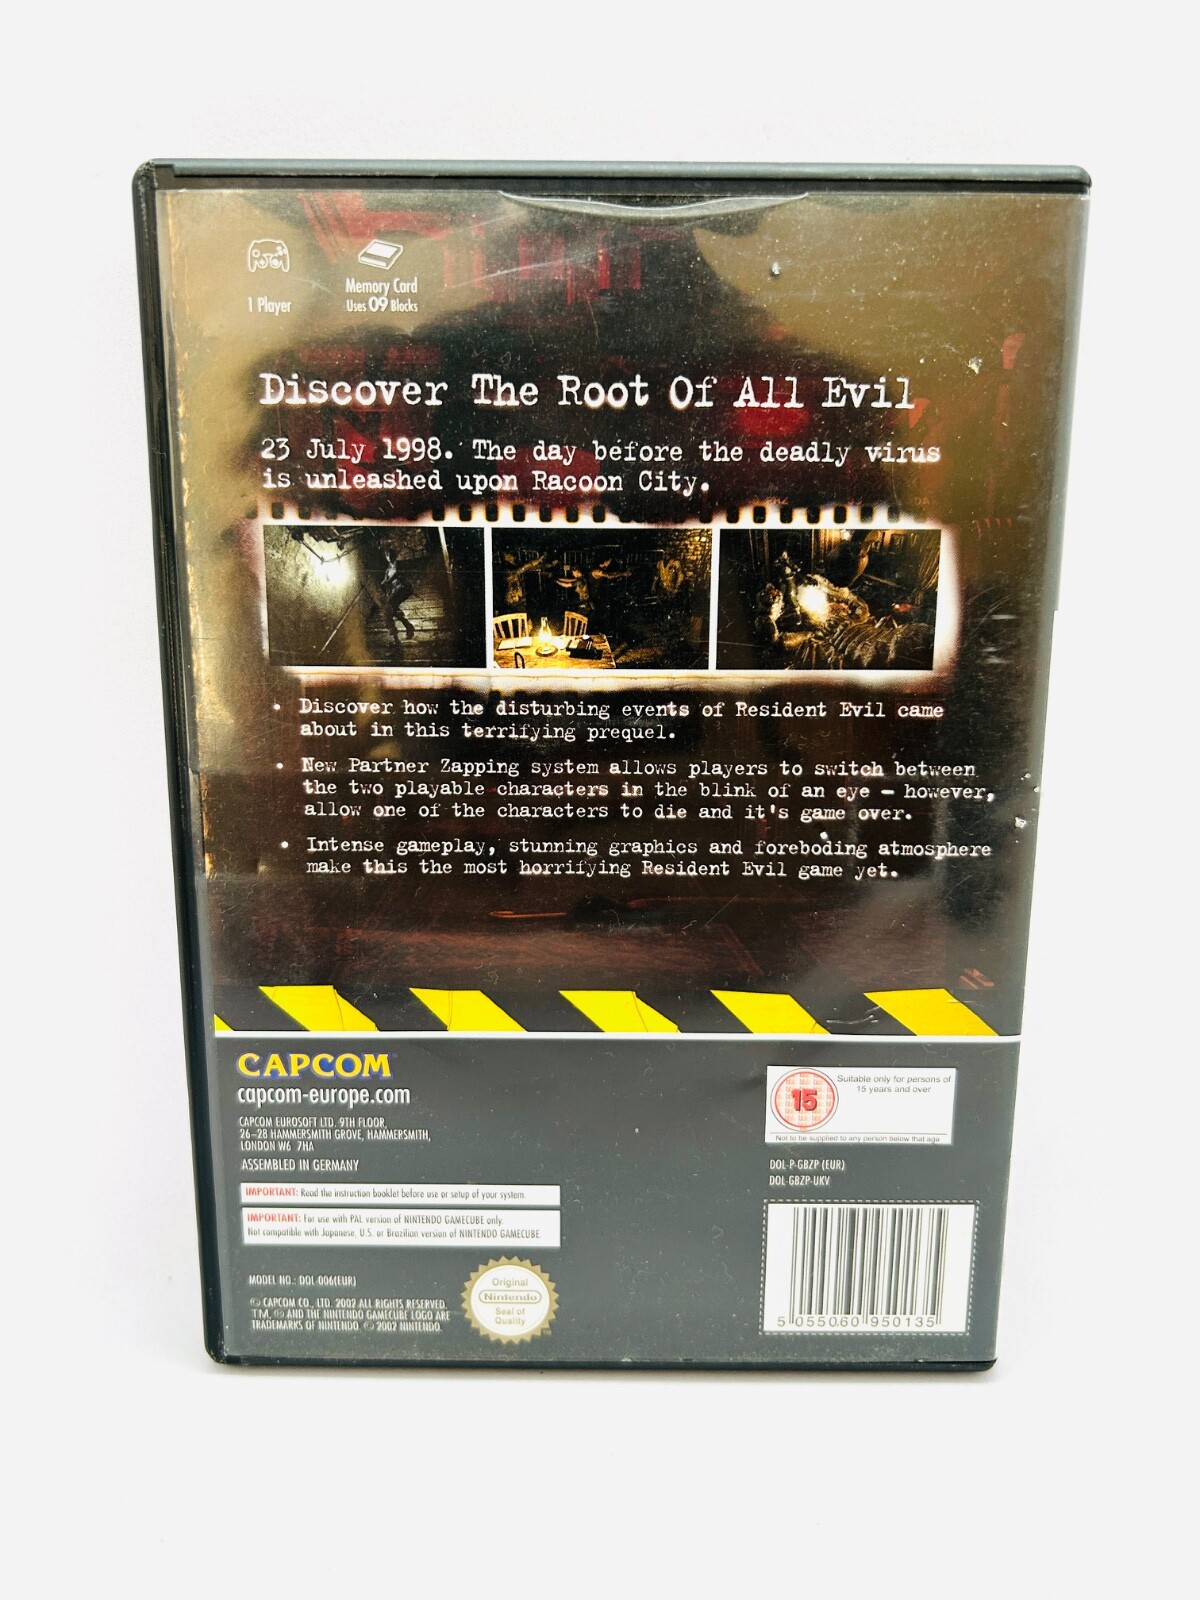 1 Player
Memory Card
Uses 09 Blocks
Discover The Root Of All Evil
23 July 1998. The day before the deadly virus
is unleashed upon Racoon City.
• Discover how the disturbing events of Resident Evil came
about in this terrifying prequel.
• New Partner Zapping system allows players to switch between
the two playable characters in the blink of an eye – however,
allow one of the characters to die and it's game over.
• Intense gameplay, stunning graphics and foreboding atmosphere
make this the most horrifying Resident Evil game yet.
CAPCOM
capcom-europe.com
CAPCOM EUROSOFT LTD. 9TH FLOOR,
26-28 HAMMERSMITH GROVE, HAMMERSMITH,
LONDON W6 7HA
ASSEMBLED IN GERMANY
IMPORTANT: Read the instruction booklet before use or setup of your system.
IMPORTANT: For use with PAL version of NINTENDO GAMECUBE only.
Not compatible with Japanese, U.S. or Brazilian version of NINTENDO GAMECUBE.
MODEL NO.: DOL-006(EUR)
© CAPCOM CO., LTD. 2002 ALL RIGHTS RESERVED.
TM, ® AND THE NINTENDO GAMECUBE LOGO ARE
TRADEMARKS OF NINTENDO. © 2002 NINTENDO.
Original
Nintendo
Seal of
Quality
15
Suitable only for persons of
15 years and over
Not to be supplied to any person below that age
DOL-P-GBZP (EUR)
DOL-GBZP-UKV
5 055060 950135